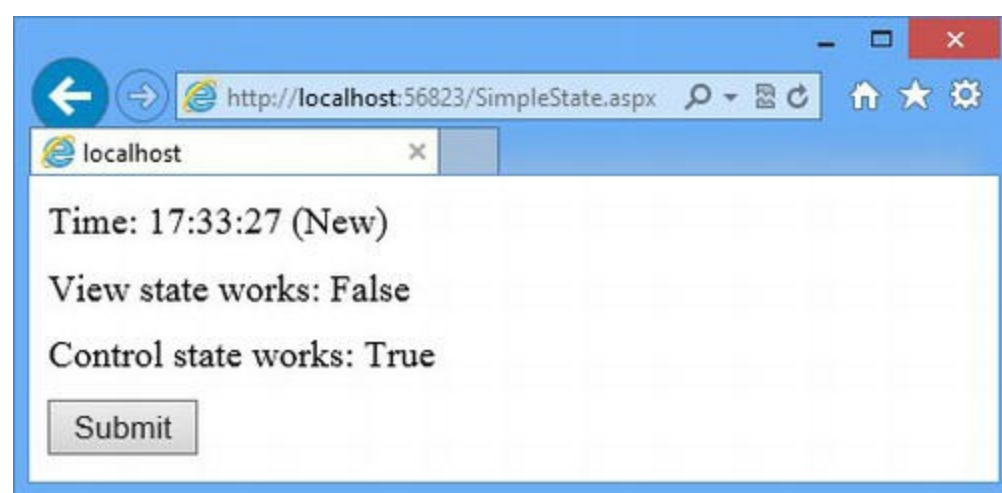 http://localhost:56823/SimpleState.aspx
localhost
Time: 17:33:27 (New)
View state works: False
Control state works: True
Submit